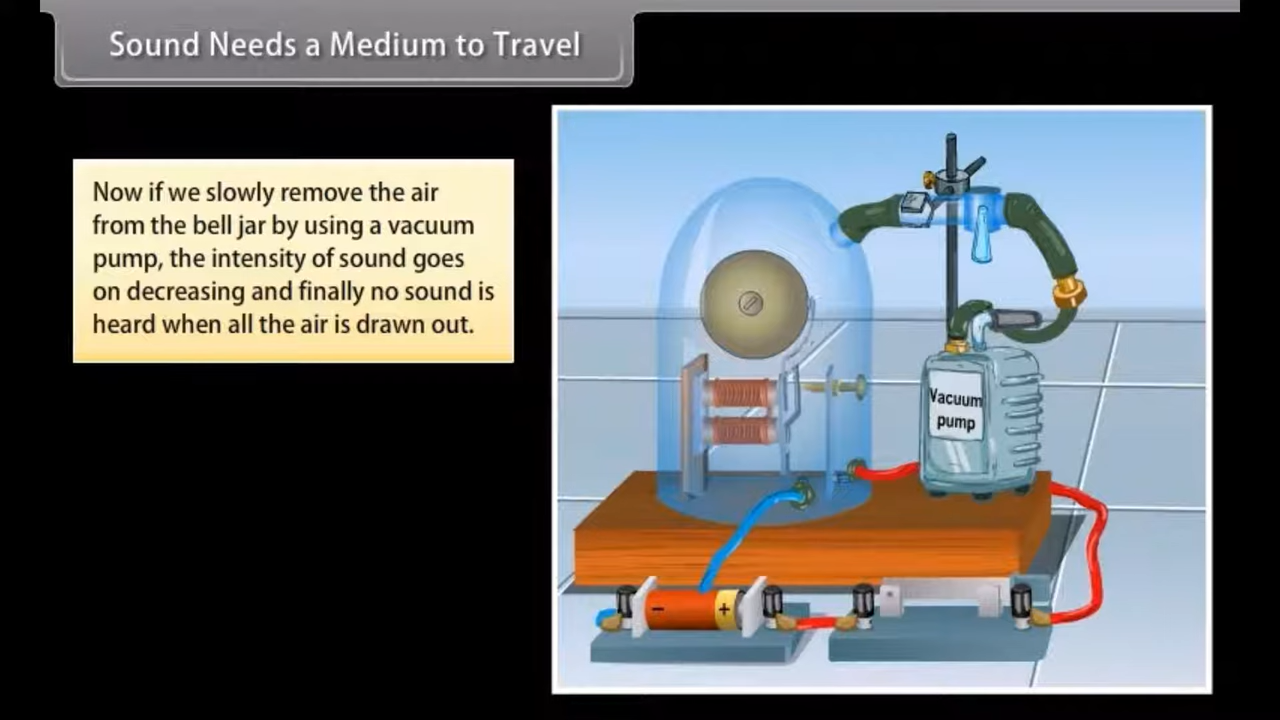 Sound Needs a Medium to Travel
Now if we slowly remove the air
from the bell jar by using a vacuum
pump, the intensity of sound goes
on decreasing and finally no sound is
heard when all the air is drawn out.
Vacuum
pump
- +